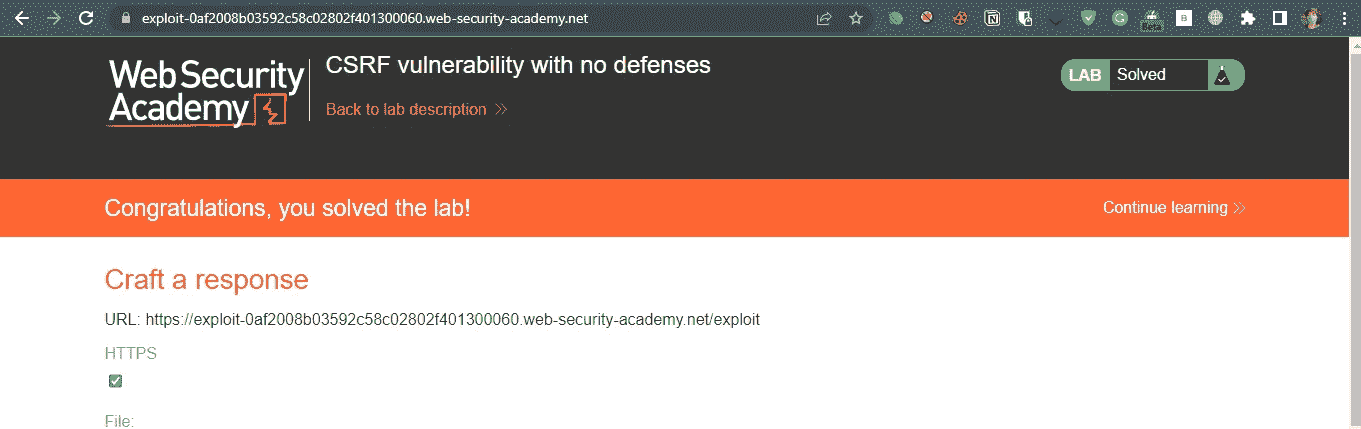 exploit-0af2008b03592c58c02802f401300060.web-security-academy.net
Web Security
Academy
CSRF vulnerability with no defenses
Back to lab description
LAB Solved
Congratulations, you solved the lab!
Continue learning
Craft a response
URL: https://exploit-0af2008b03592c58c02802f401300060.web-security-academy.net/exploit
HTTPS
File: